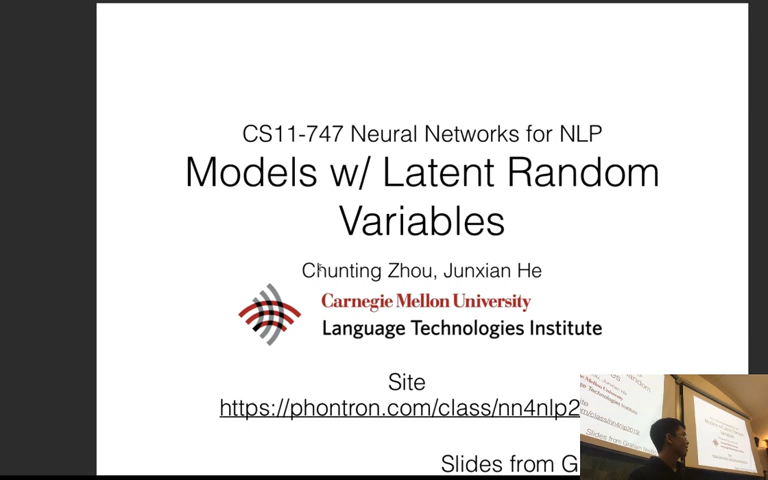 CS11-747 Neural Networks for NLP
Models w/ Latent Random
Variables
Chunting Zhou, Junxian He
Carnegie Mellon University
Language Technologies Institute
Site
https://phontron.com/class/nn4nlp2
Slides from G